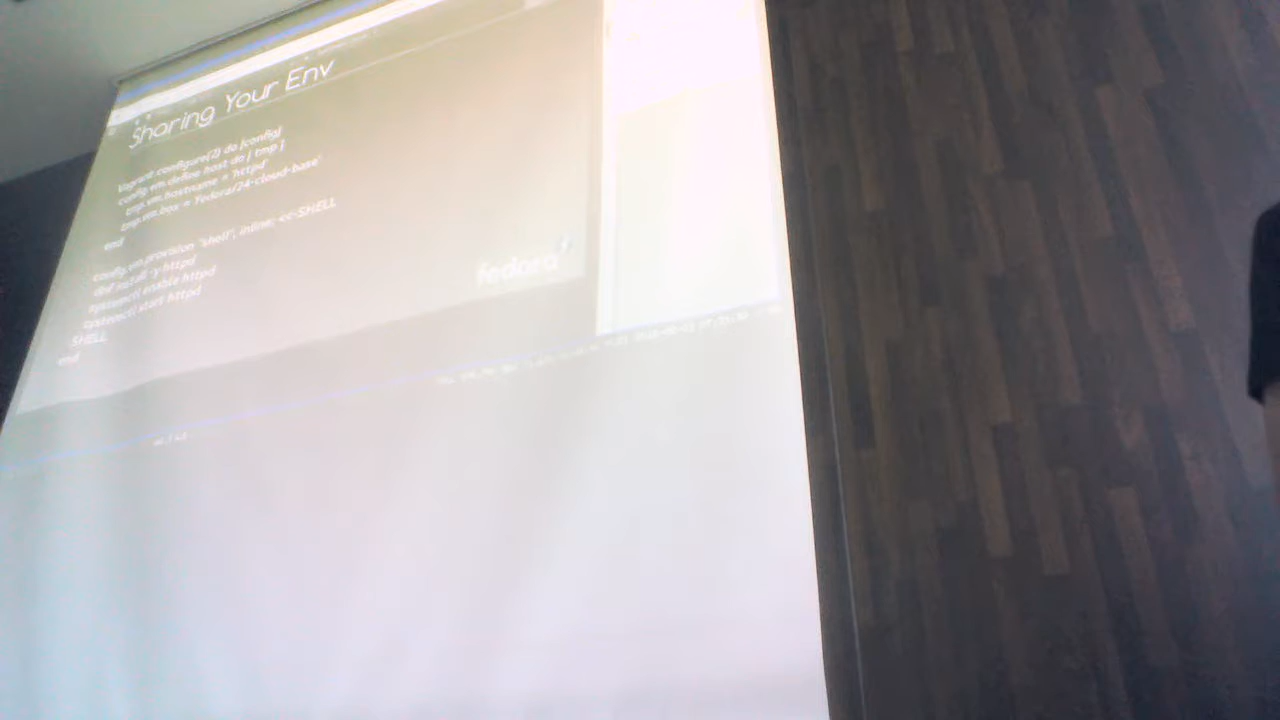 Sharing Your Env
Vagrant.configure(2) do |config|
config.vm.define host do | tmp |
tmp.vm.hostname = 'httpd'
tmp.vm.box = 'fedora/24-cloud-base'
end
config.vm.provision "shell", inline: <<-SHELL
dnf install -y httpd
systemctl enable httpd
systemctl start httpd
SHELL
end
fedora